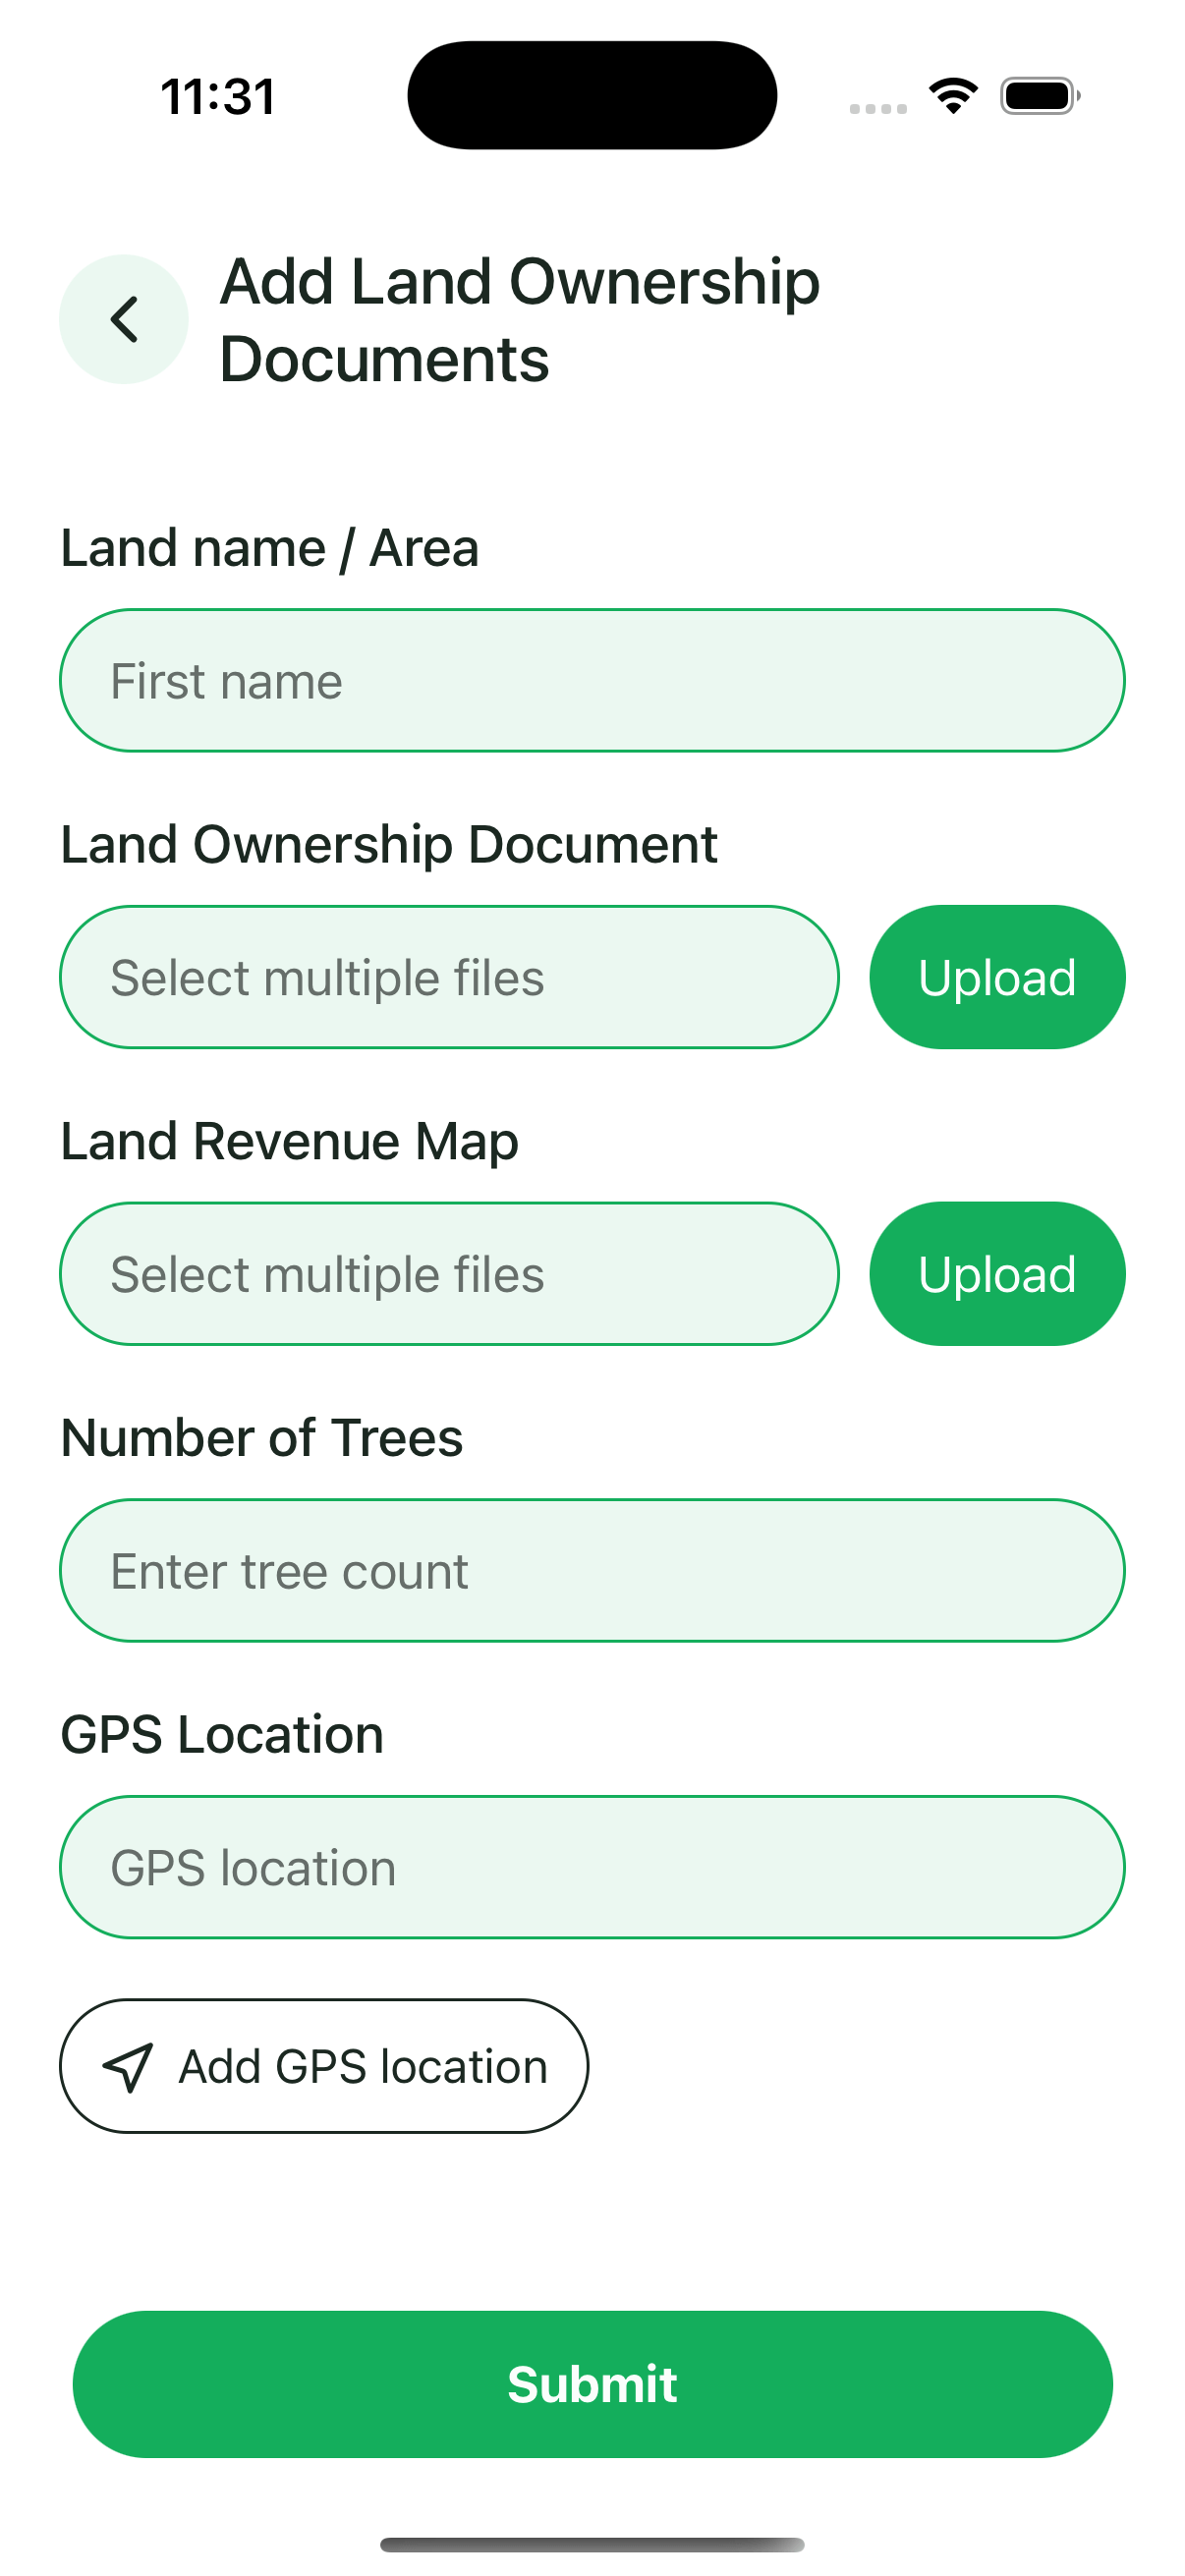 11:31
Add Land Ownership
Documents
Land name / Area
First name
Land Ownership Document
Select multiple files
Upload
Land Revenue Map
Select multiple files
Upload
Number of Trees
Enter tree count
GPS Location
GPS location
Add GPS location
Submit